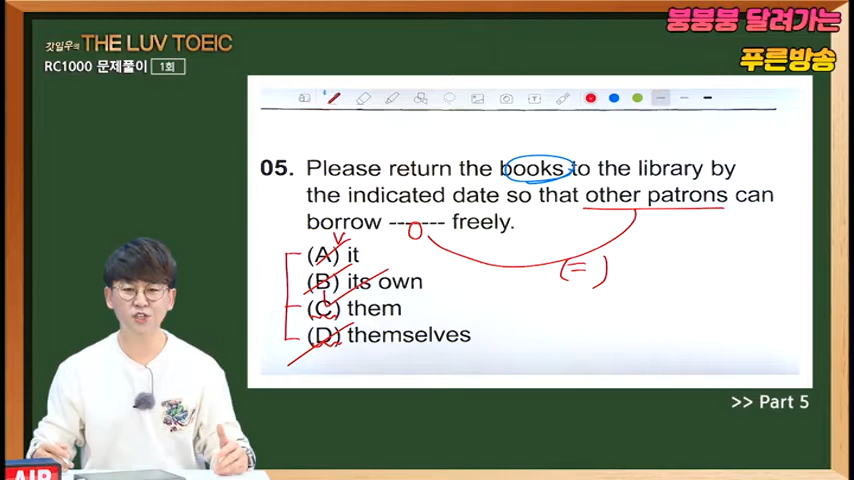 붕붕붕 달려가는
푸른방송
갓일우의 THE LUV TOEIC
RC1000 문제풀이 1회
05. Please return the books to the library by
the indicated date so that other patrons can
borrow ------- freely.
(A) it
(B) its own
(C) them
(D) themselves
(=)
>> Part 5
AIR